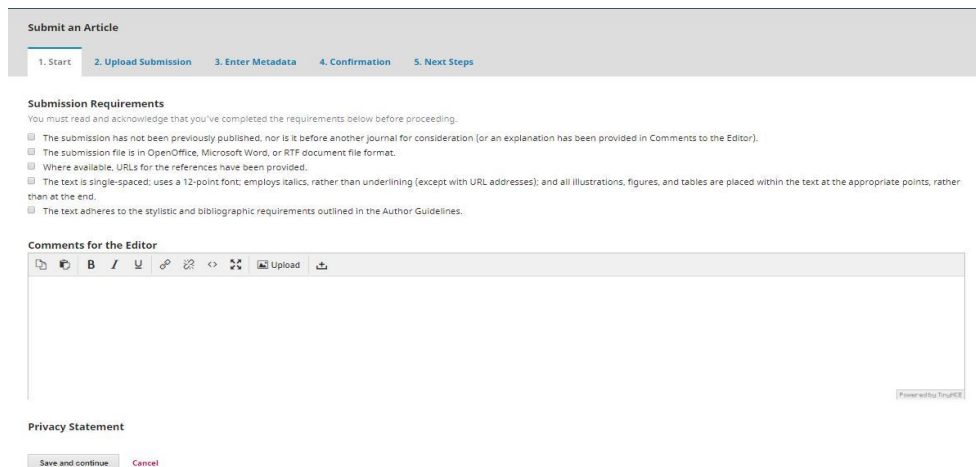 Submit an Article
1. Start 2. Upload Submission 3. Enter Metadata 4. Confirmation 5. Next Steps
Submission Requirements
You must read and acknowledge that you've completed the requirements below before proceeding.
The submission has not been previously published, nor is it before another journal for consideration (or an explanation has been provided in Comments to the Editor).
The submission file is in OpenOffice, Microsoft Word, or RTF document file format.
Where available, URLs for the references have been provided.
The text is single-spaced; uses a 12-point font; employs italics, rather than underlining (except with URL addresses); and all illustrations, figures, and tables are placed within the text at the appropriate points, rather
than at the end.
The text adheres to the stylistic and bibliographic requirements outlined in the Author Guidelines.
Comments for the Editor
B I U Upload
Powered by TinyMCE
Privacy Statement
Save and continue Cancel